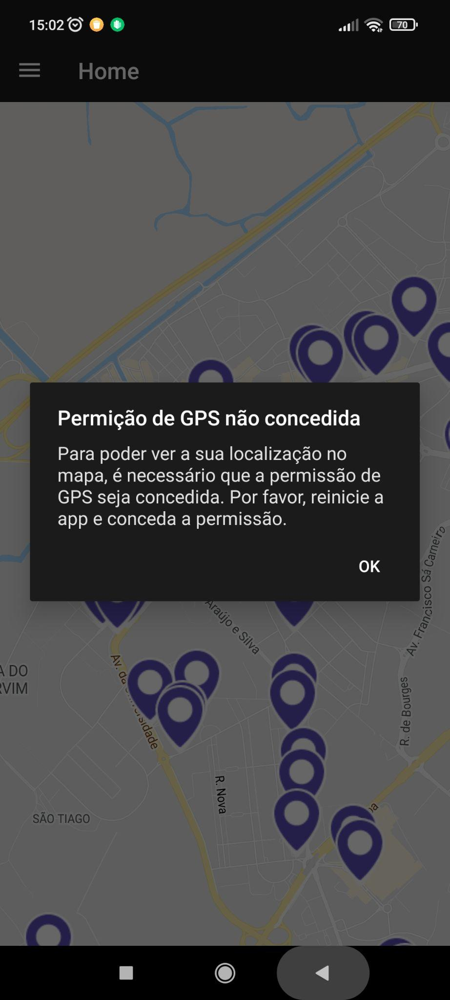 15:02
70
Home
Permição de GPS não concedida
Para poder ver a sua localização no
mapa, é necessário que a permissão de
GPS seja concedida. Por favor, reinicie a
app e conceda a permissão.
OK
Av. Francisco Sá Carneiro
Araújo e Silva
A DO
RVIM
Av. da Universidade
R. de Bourges
R. Nova
SÃO TIAGO